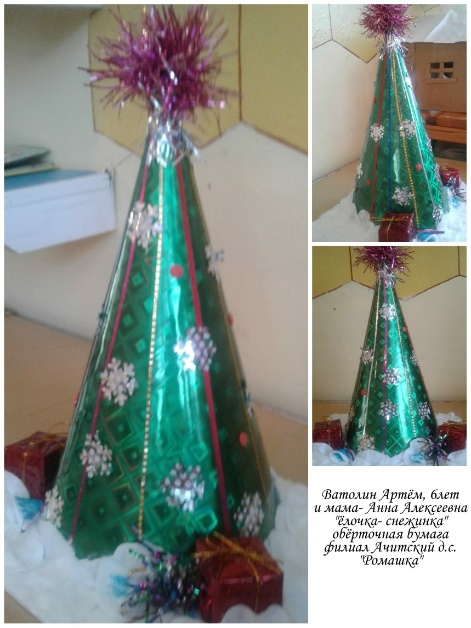 Ватолин Артём, 6лет
и мама- Анна Алексеевна
"ёлочка- снежинка"
обёрточная бумага
филиал Ачитский д.с.
"Ромашка"